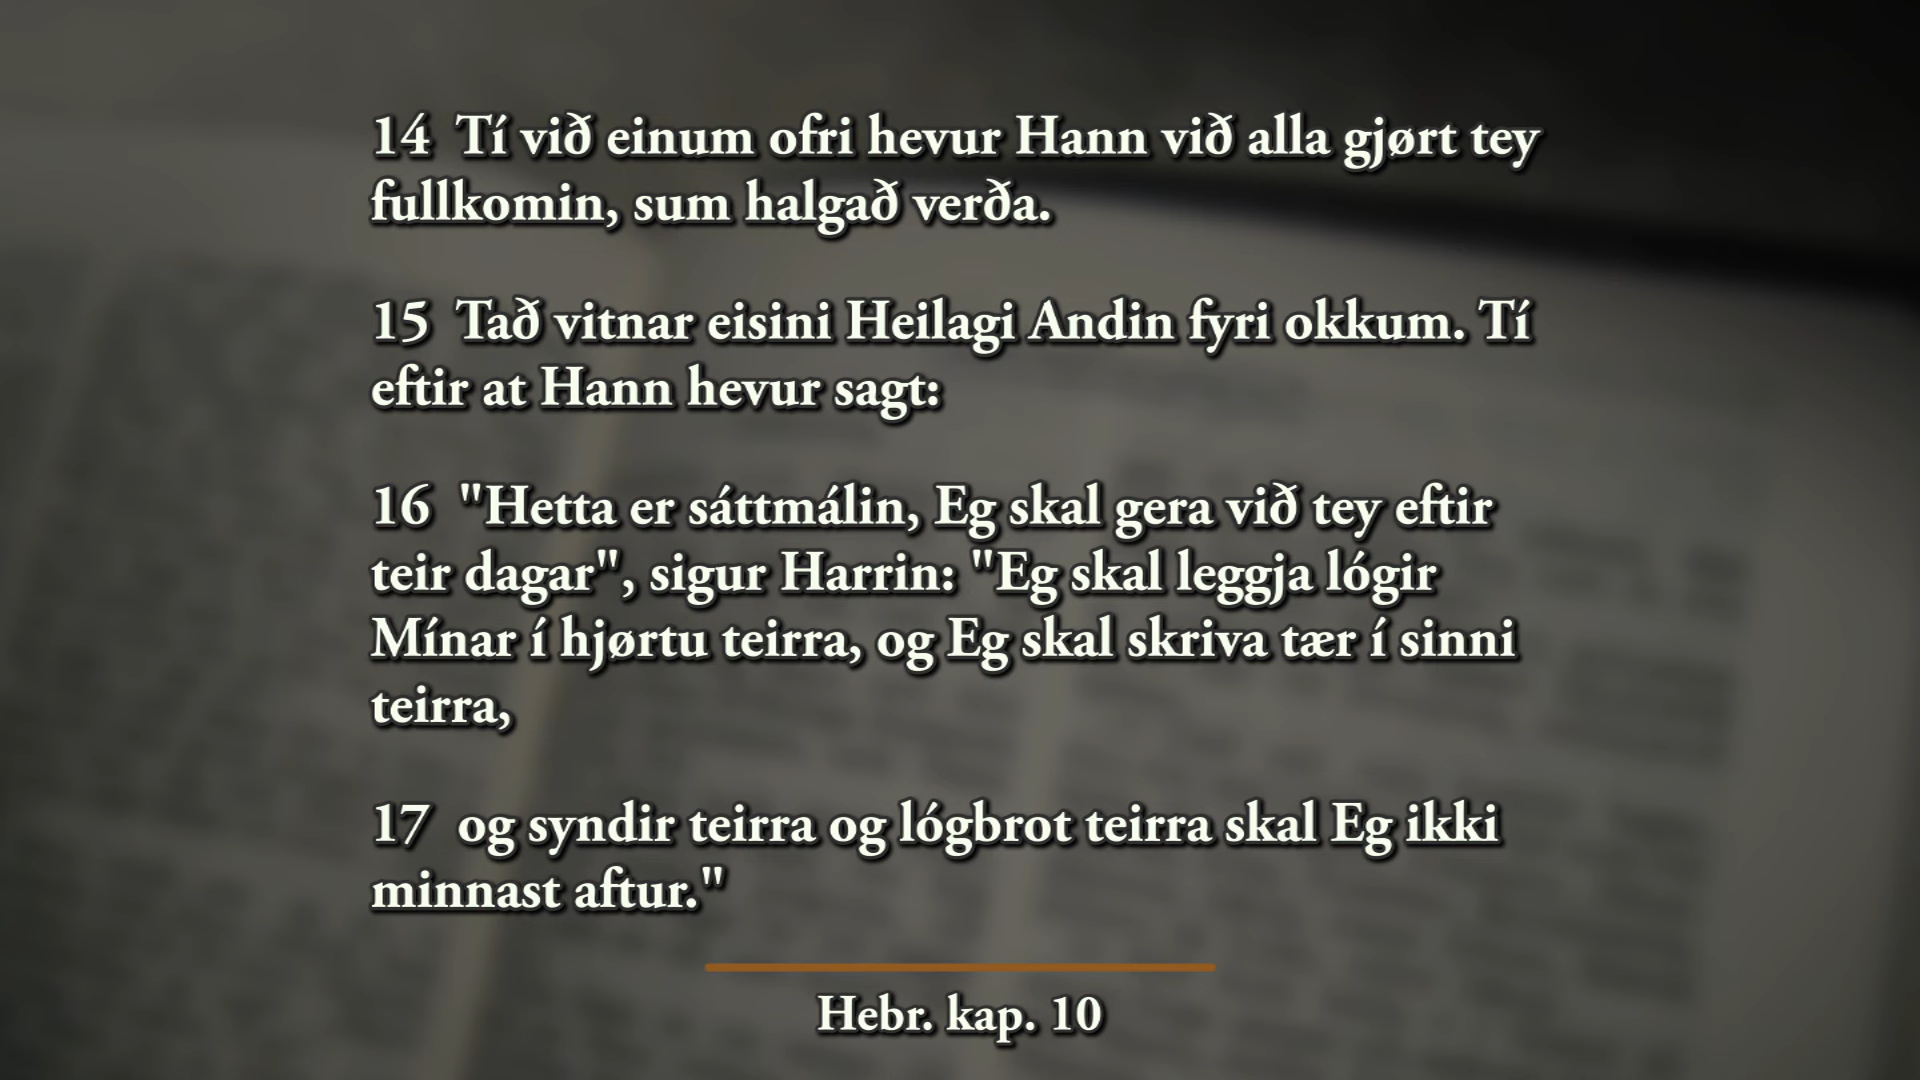 14 Tí við einum ofri hevur Hann við alla gjørt tey
fullkomin, sum halgað verða.
15 Tað vitnar eisini Heilagi Andin fyri okkum. Tí
eftir at Hann hevur sagt:
16 "Hetta er sáttmálin, Eg skal gera við tey eftir
teir dagar", sigur Harrin: "Eg skal leggja lógir
Mínar í hjørtu teirra, og Eg skal skriva tær í sinni
teirra,
17 og syndir teirra og lógbrot teirra skal Eg ikki
minnast aftur."
Hebr. kap. 10